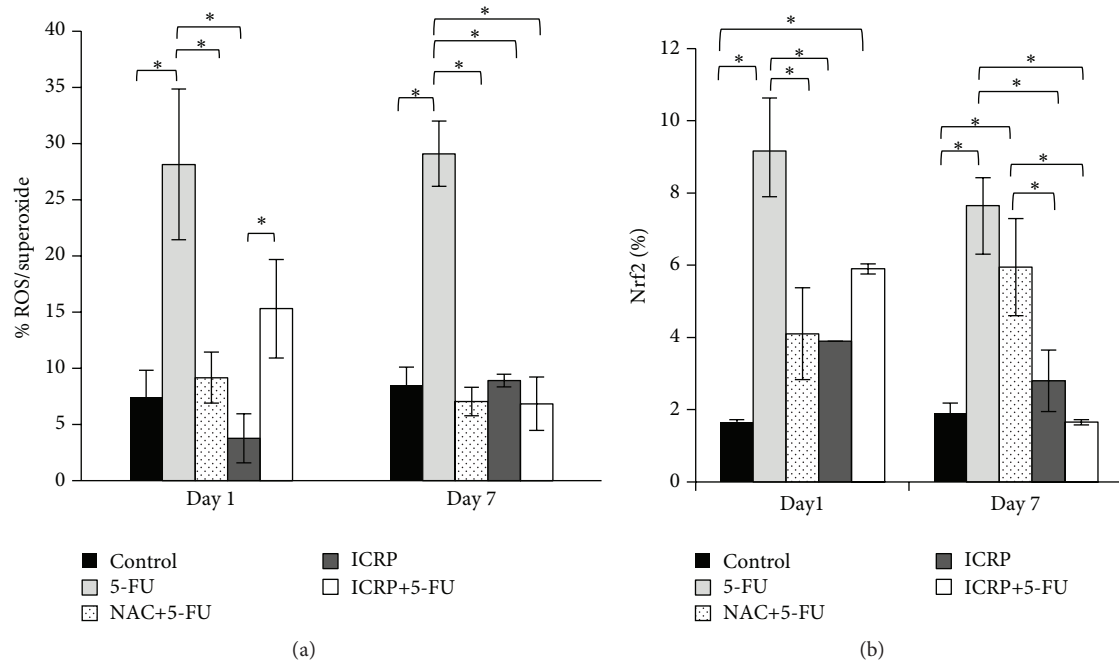 % ROS/superoxide
40
35
30
25
20
15
10
5
0
*
*
*
*
*
*
*
*
*
Day 1
Day 7
Control
5-FU
NAC+5-FU
ICRP
ICRP+5-FU
(a)
Nrf2 (%)
12
10
8
6
4
2
0
*
*
*
*
*
*
*
*
*
*
Day1
Day 7
Control
5-FU
NAC+5-FU
ICRP
ICRP+5-FU
(b)